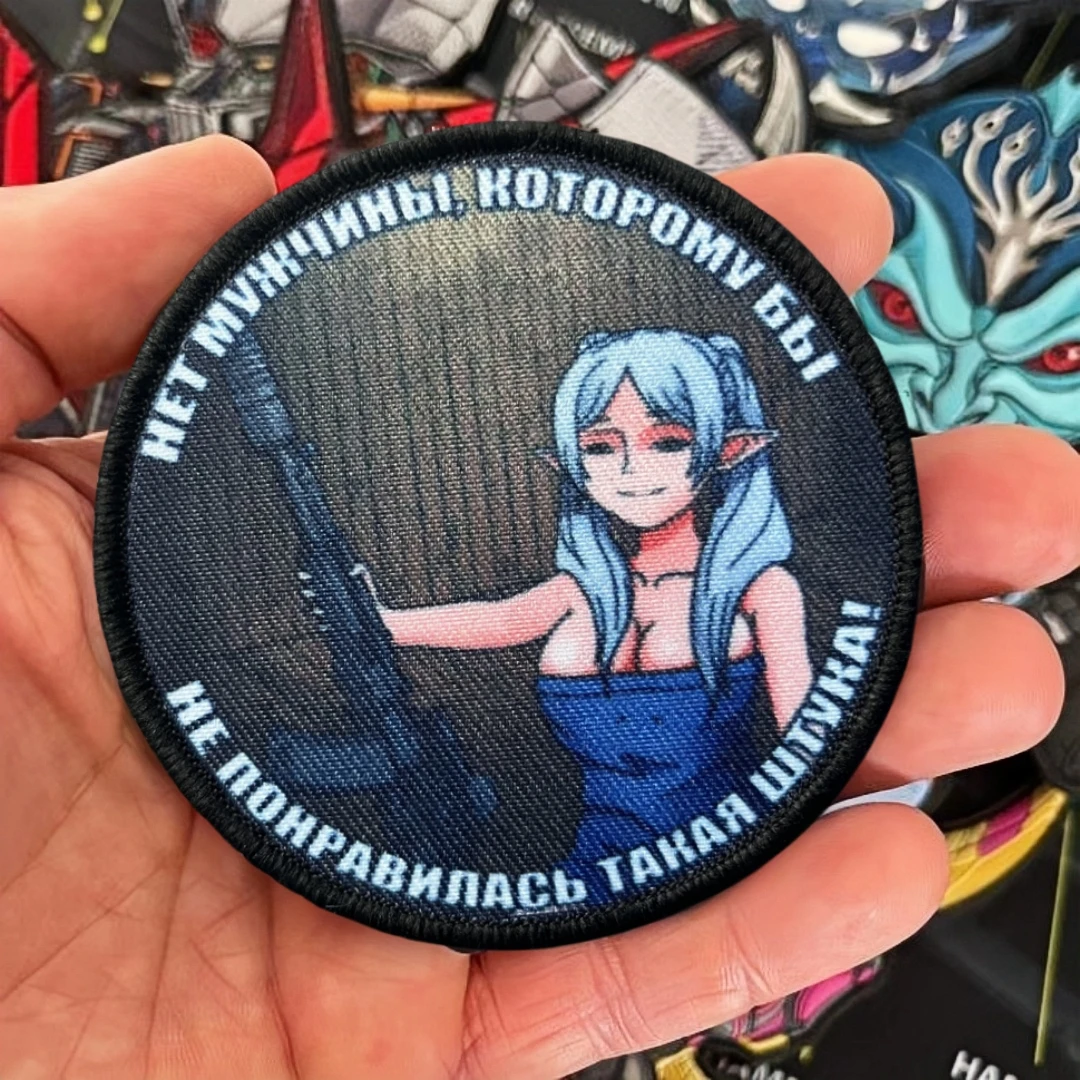 НЕТ МУЖЧИНЫ, КОТОРОМУ БЫ
НЕ ПОНРАВИЛАСЬ ТАКАЯ ШТУКА!